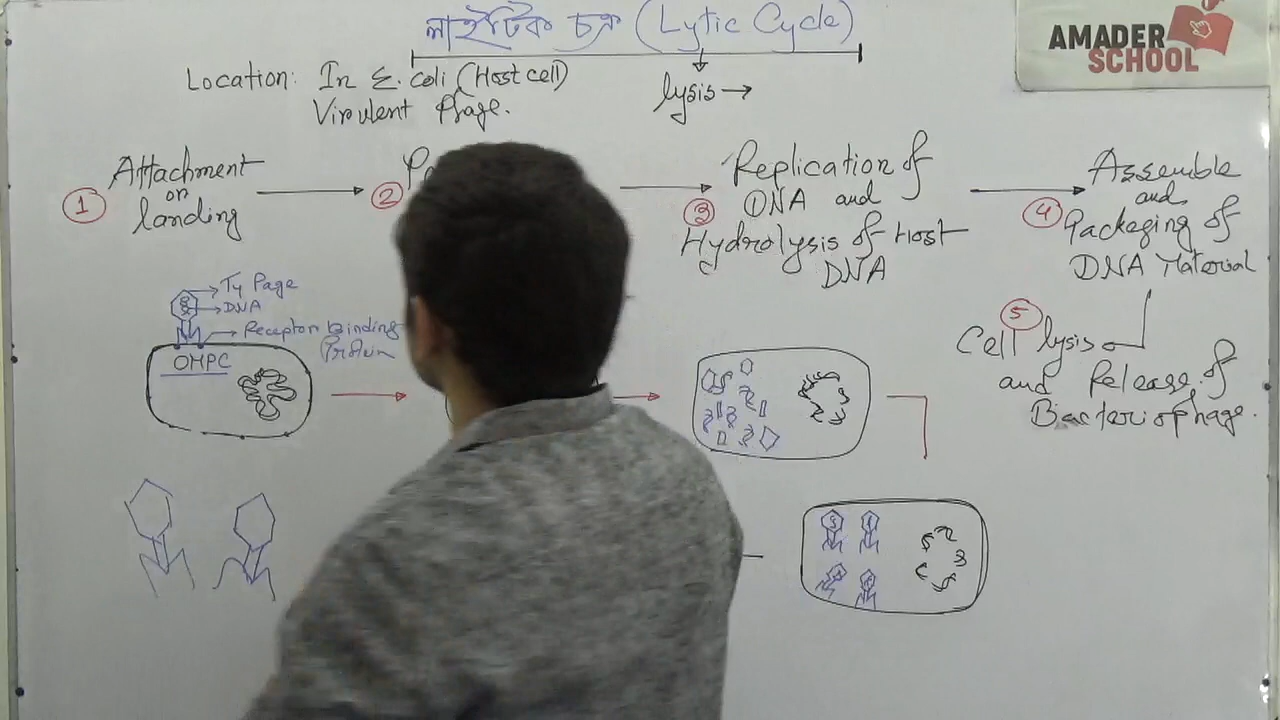 লাইটিক চক্র (Lytic Cycle)
AMADER
SCHOOL
Location: In E. coli (Host cell)
Virulent Phage.
lysis →
1 Attachment
or
landing
2
3 Replication of
DNA and
Hydrolysis of Host
DNA
4 Assemble
and
Packaging of
DNA Material
5 Cell lysis
and Release of
Bacteriophage.
T4 Page
DNA
Receptor binding
Protein
OMPC